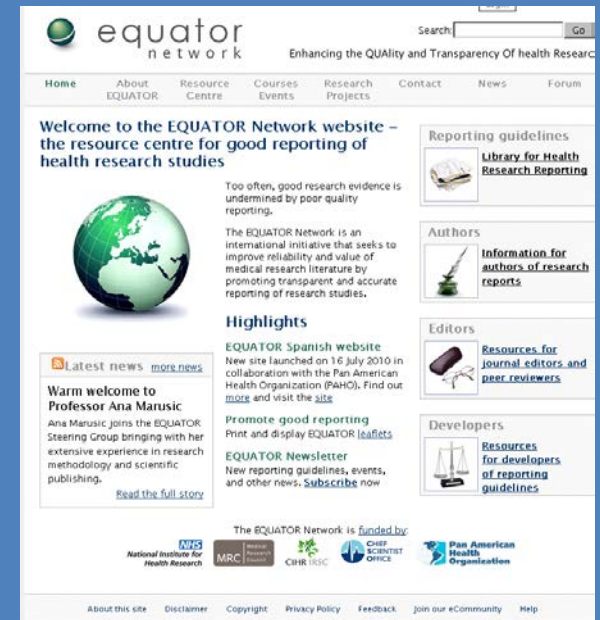 Login
equator
network
Search:
Go
Enhancing the QUAlity and Transparency Of health Researc
Home
About
EQUATOR
Resource
Centre
Courses
Events
Research
Projects
Contact
News
Forum
Welcome to the EQUATOR Network website –
the resource centre for good reporting of
health research studies
Too often, good research evidence is
undermined by poor quality
reporting.
The EQUATOR Network is an
international initiative that seeks to
improve reliability and value of
medical research literature by
promoting transparent and accurate
reporting of research studies.
Highlights
EQUATOR Spanish website
New site launched on 16 July 2010 in
collaboration with the Pan American
Health Organization (PAHO). Find out
more and visit the site
Promote good reporting
Print and display EQUATOR leaflets
EQUATOR Newsletter
New reporting guidelines, events,
and other news. Subscribe now
Latest news more news
Warm welcome to
Professor Ana Marusic
Ana Marusic joins the EQUATOR
Steering Group bringing with her
extensive experience in research
methodology and scientific
publishing.
Read the full story
Reporting guidelines
Library for Health
Research Reporting
Authors
Information for
authors of research
reports
Editors
Resources for
journal editors and
peer reviewers
Developers
Resources
for developers
of reporting
guidelines
The EQUATOR Network is funded by:
NHS
National Institute for
Health Research
MRC
Medical
Research
Council
CIHR IRSC
CHIEF
SCIENTIST
OFFICE
Pan American
Health
Organization
About this site
Disclaimer
Copyright
Privacy Policy
Feedback
Join our eCommunity
Help